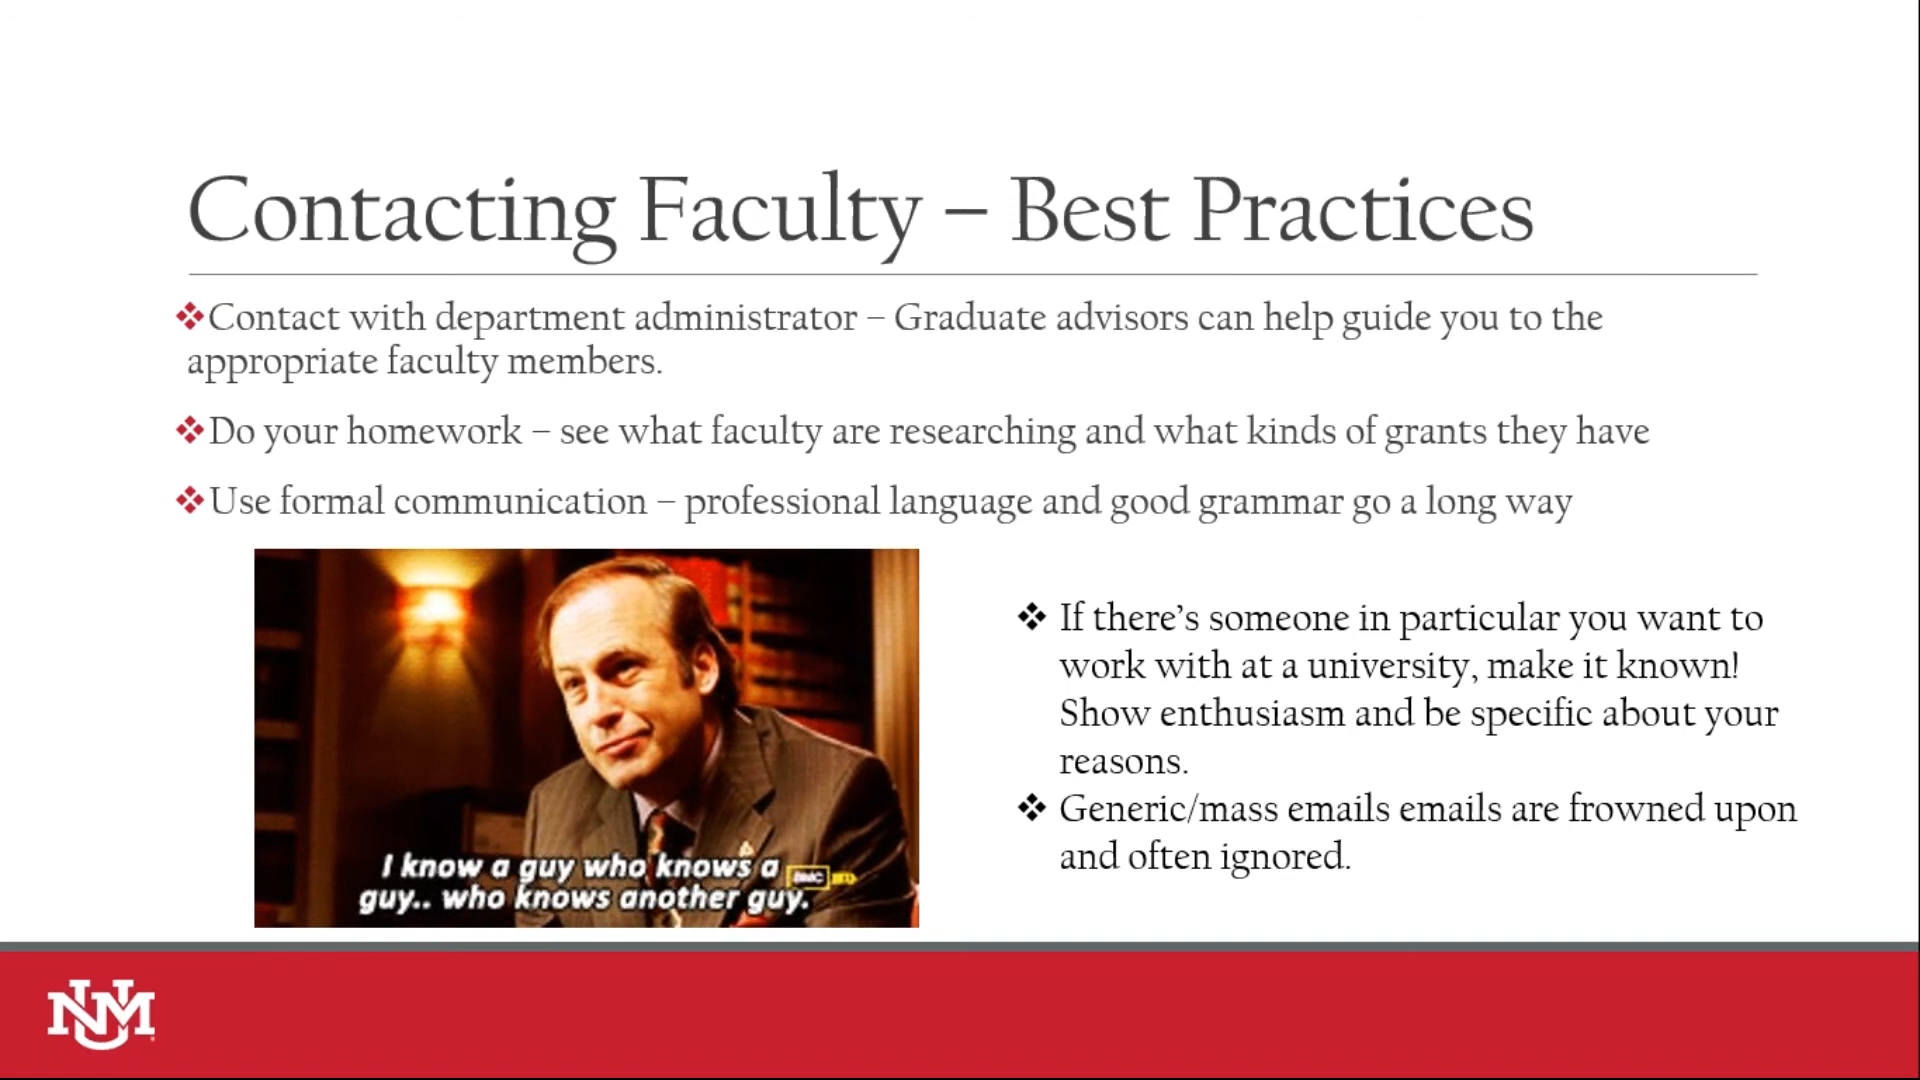 Contacting Faculty – Best Practices
❖Contact with department administrator – Graduate advisors can help guide you to the
appropriate faculty members.
❖Do your homework – see what faculty are researching and what kinds of grants they have
❖Use formal communication – professional language and good grammar go a long way
I know a guy who knows a
guy.. who knows another guy.
AMC HD
❖ If there’s someone in particular you want to
work with at a university, make it known!
Show enthusiasm and be specific about your
reasons.
❖ Generic/mass emails emails are frowned upon
and often ignored.
UNM